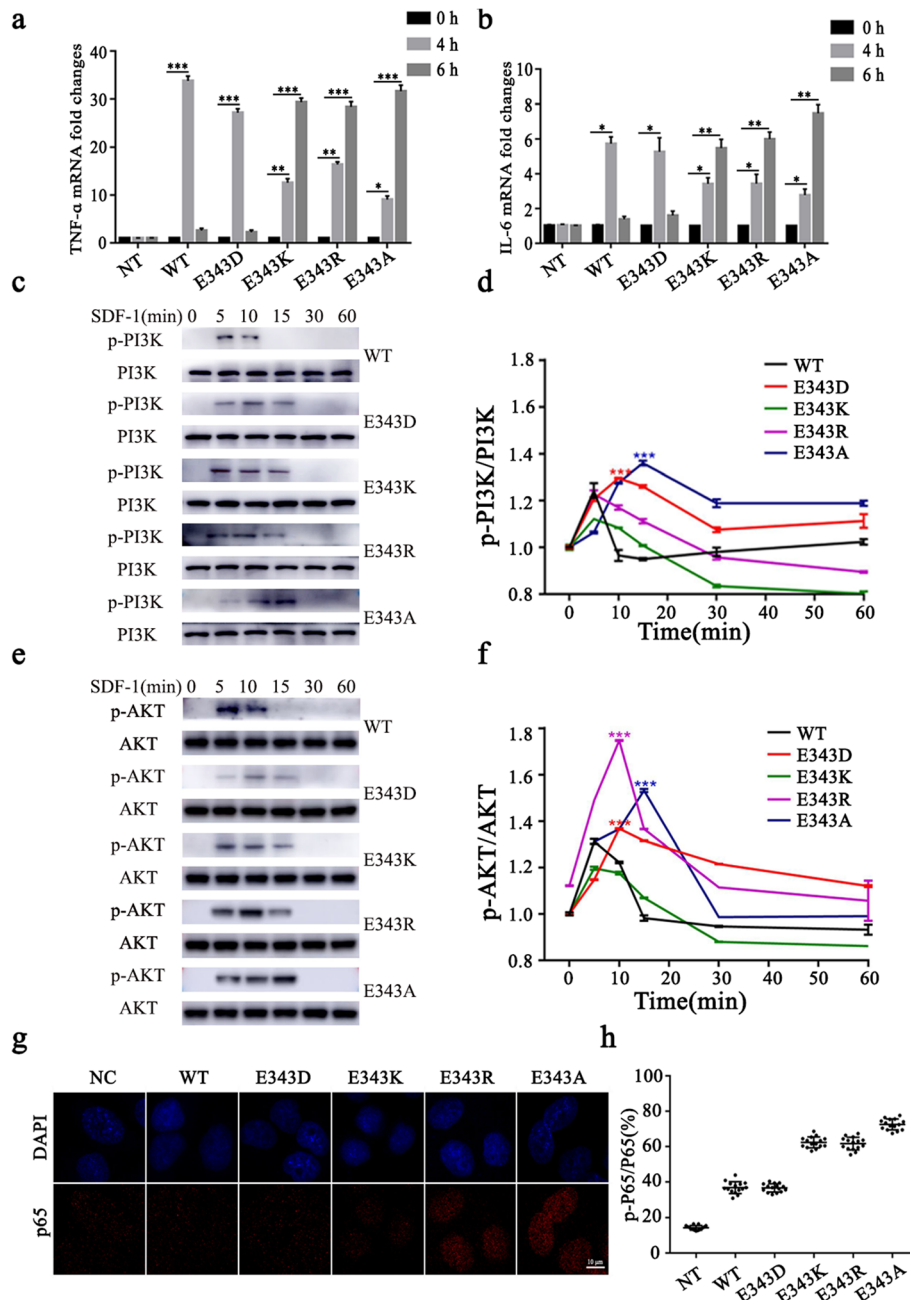 a
0 h
4 h
6 h
TNF-α mRNA fold changes
40
30
20
10
0
***
***
**
***
**
***
*
***
NT
WT
E343D
E343K
E343R
E343A
b
0 h
4 h
6 h
IL-6 mRNA fold changes
10
8
6
4
2
0
*
*
*
**
*
**
*
**
NT
WT
E343D
E343K
E343R
E343A
c
SDF-1(min) 0 5 10 15 30 60
p-PI3K
PI3K
WT
p-PI3K
PI3K
E343D
p-PI3K
PI3K
E343K
p-PI3K
PI3K
E343R
p-PI3K
PI3K
E343A
d
p-PI3K/PI3K
1.8
1.6
1.4
1.2
1.0
0.8
WT
E343D
E343K
E343R
E343A
***
***
0 10 20 30 40 50 60
Time(min)
e
SDF-1(min) 0 5 10 15 30 60
p-AKT
AKT
WT
p-AKT
AKT
E343D
p-AKT
AKT
E343K
p-AKT
AKT
E343R
p-AKT
AKT
E343A
f
p-AKT/AKT
1.8
1.6
1.4
1.2
1.0
0.8
WT
E343D
E343K
E343R
E343A
***
***
***
0 10 20 30 40 50 60
Time(min)
g
NC WT E343D E343K E343R E343A
DAPI
p65
10 μm
h
p-P65/P65(%)
100
80
60
40
20
0
NT
WT
E343D
E343K
E343R
E343A